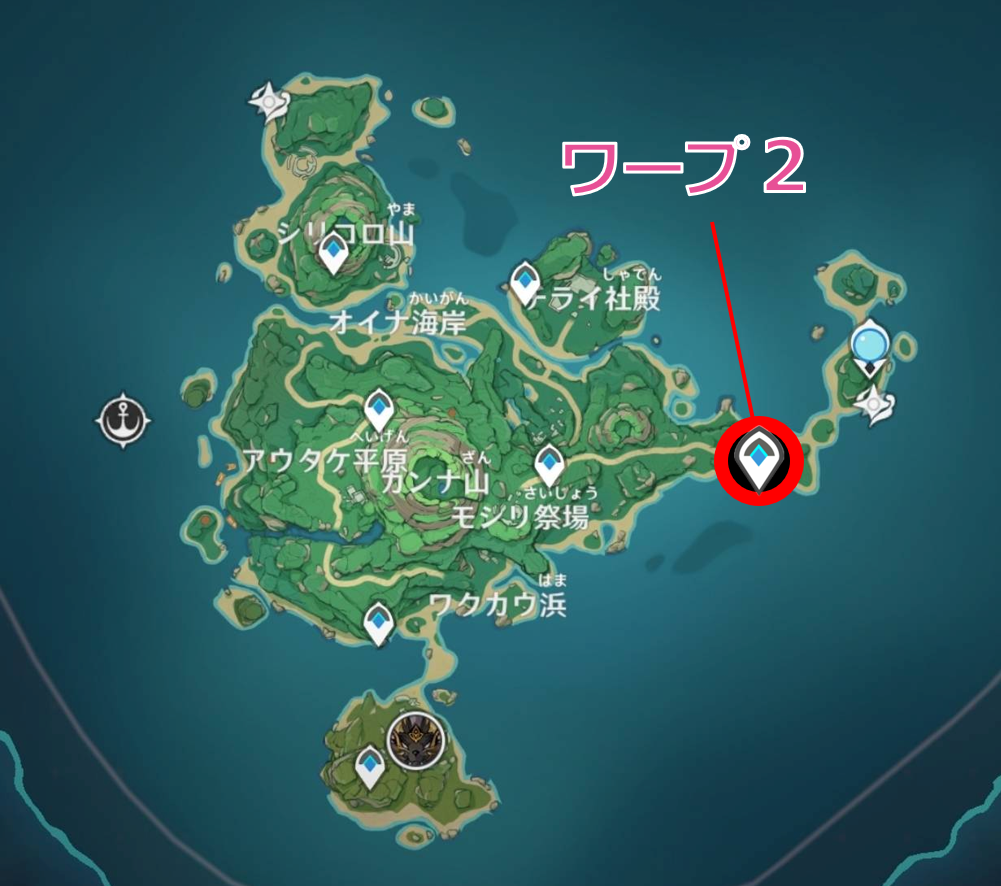 ワープ２
やま
シリコロ山
しゃでん
ライ社殿
かいがん
オイナ海岸
へいげん
アウタケ平原
ざん
カンナ山
さいしょう
モシリ祭場
はま
ワクカウ浜